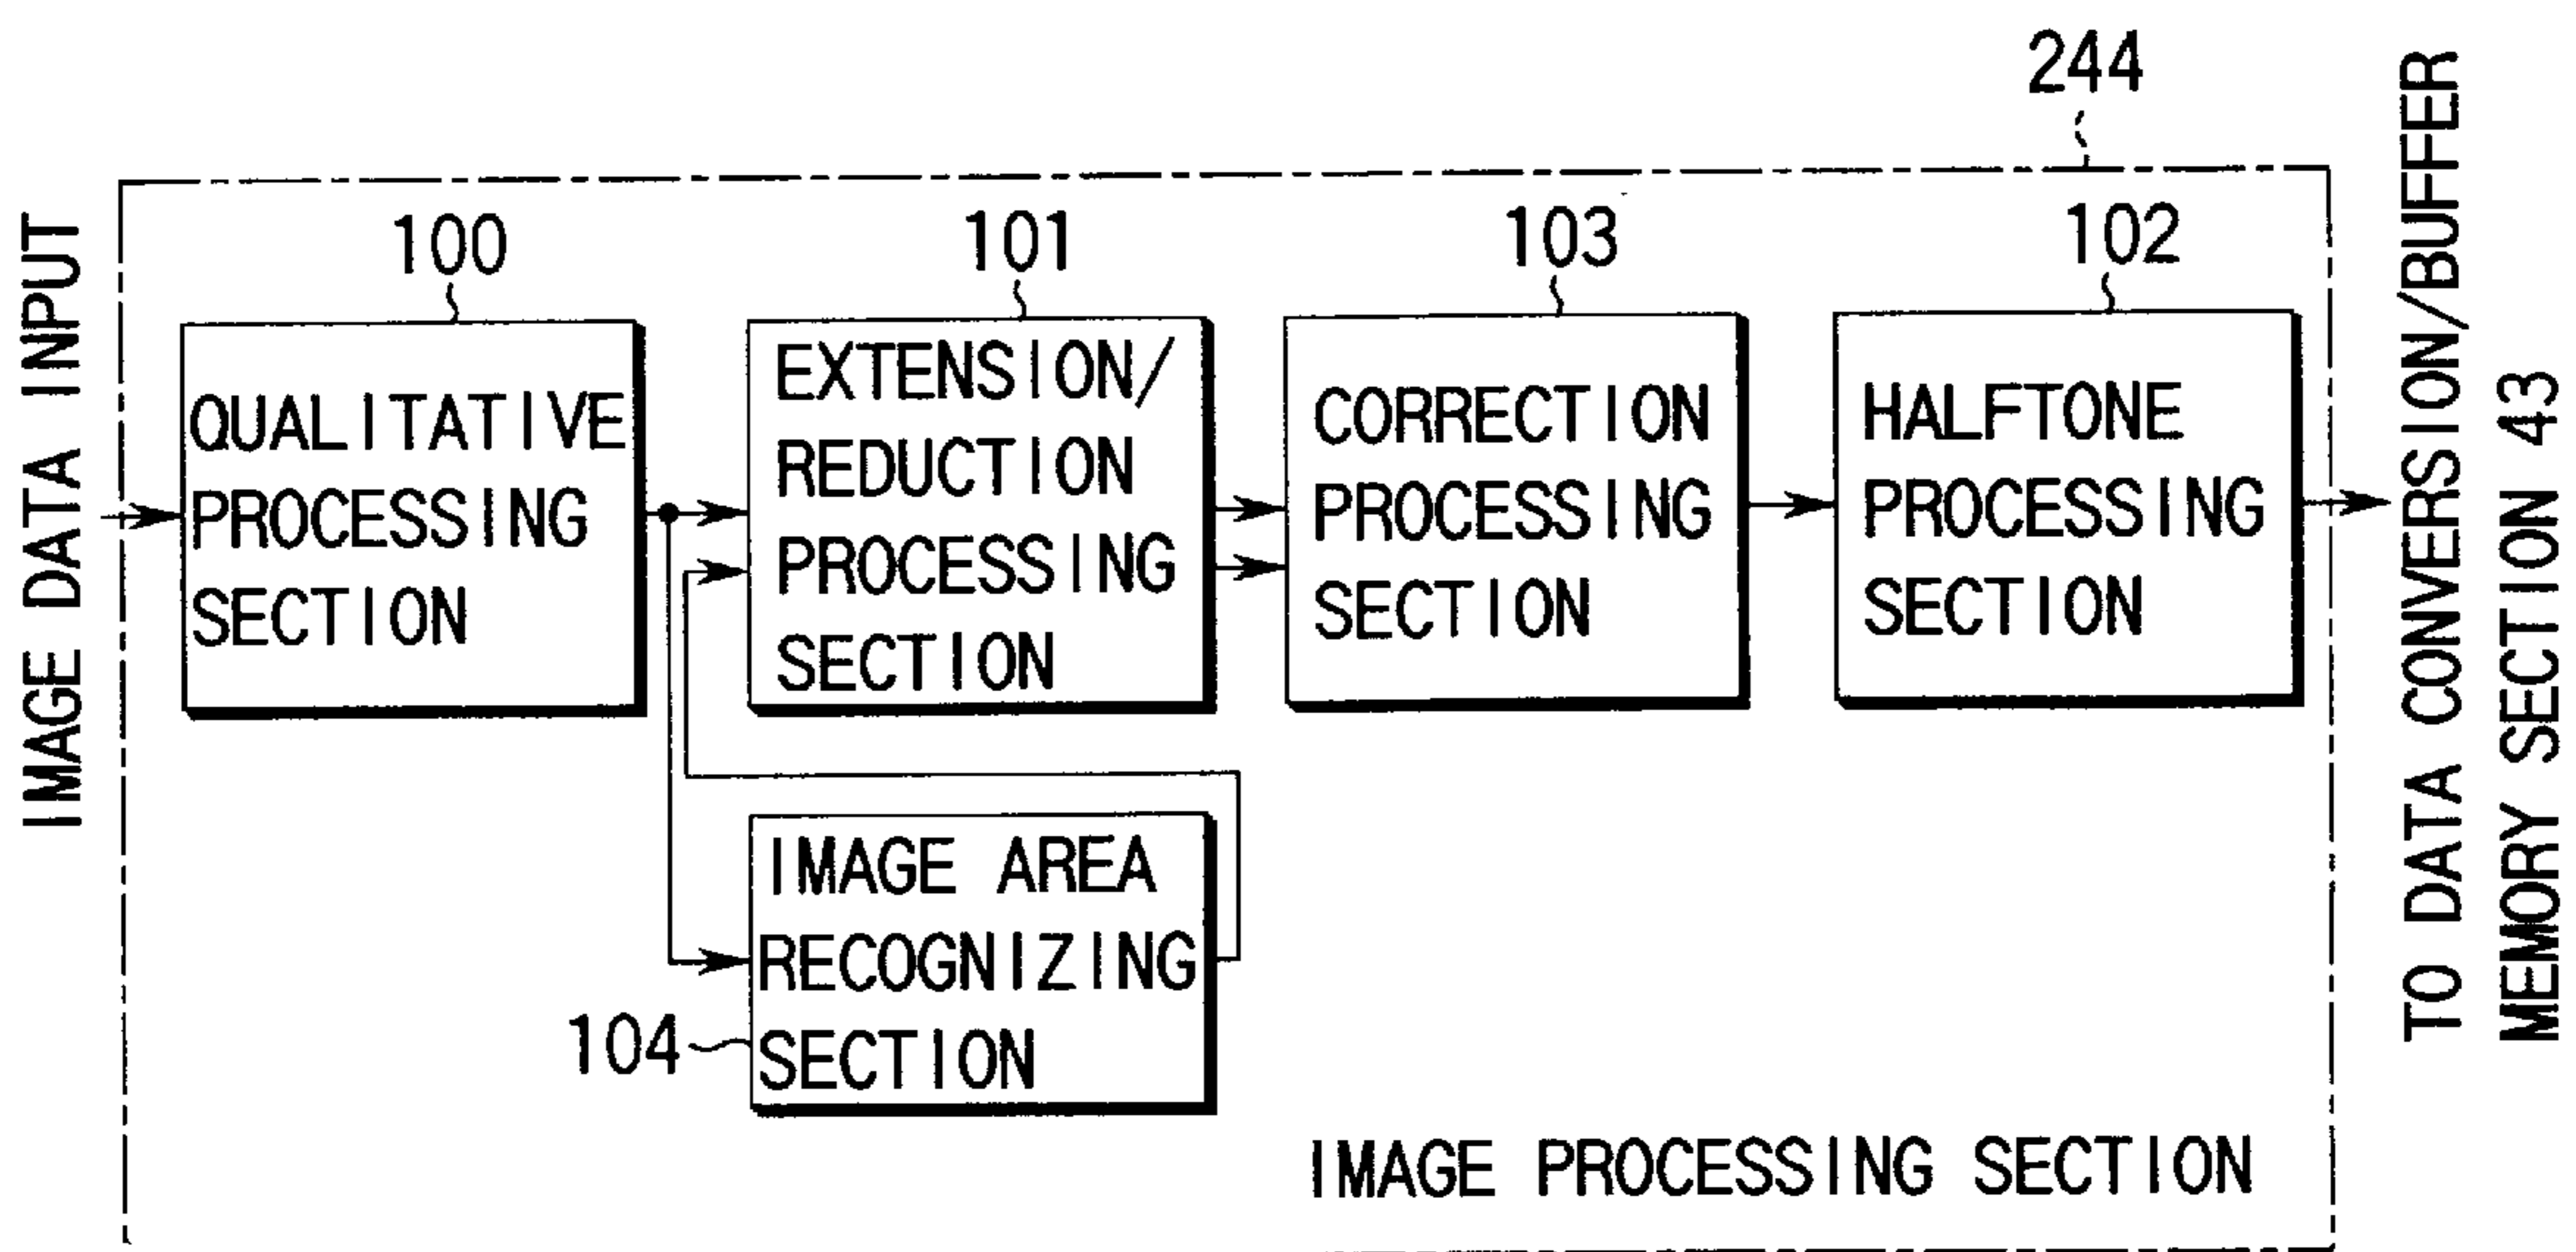 244
IMAGE DATA INPUT
100
101
103
102
QUALITATIVE
PROCESSING
SECTION
EXTENSION/
REDUCTION
PROCESSING
SECTION
CORRECTION
PROCESSING
SECTION
HALFTONE
PROCESSING
SECTION
TO DATA CONVERSION/BUFFER
MEMORY SECTION 43
IMAGE AREA
RECOGNIZING
SECTION
104
IMAGE PROCESSING SECTION